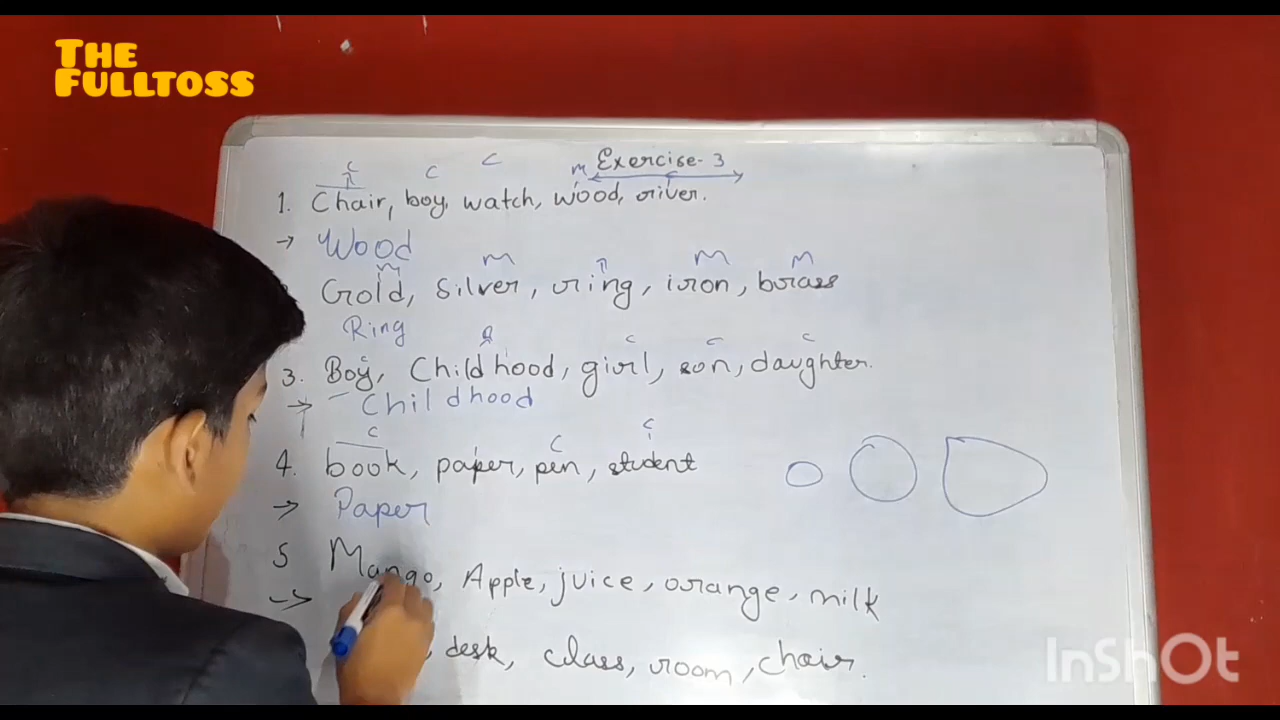 THE
FULLTOSS
Exercise-3
c c c m c
1. Chair, boy, watch, wood, river.
→ Wood
m m m m
Gold, silver, ring, iron, brass
Ring
c c c c
3. Boy, Childhood, girl, son, daughter.
→ Childhood
c c c
4. book, paper, pen, student
→ Paper
5 Mango, Apple, juice, orange, milk
→
, desk, class, room, chair.
InShOt